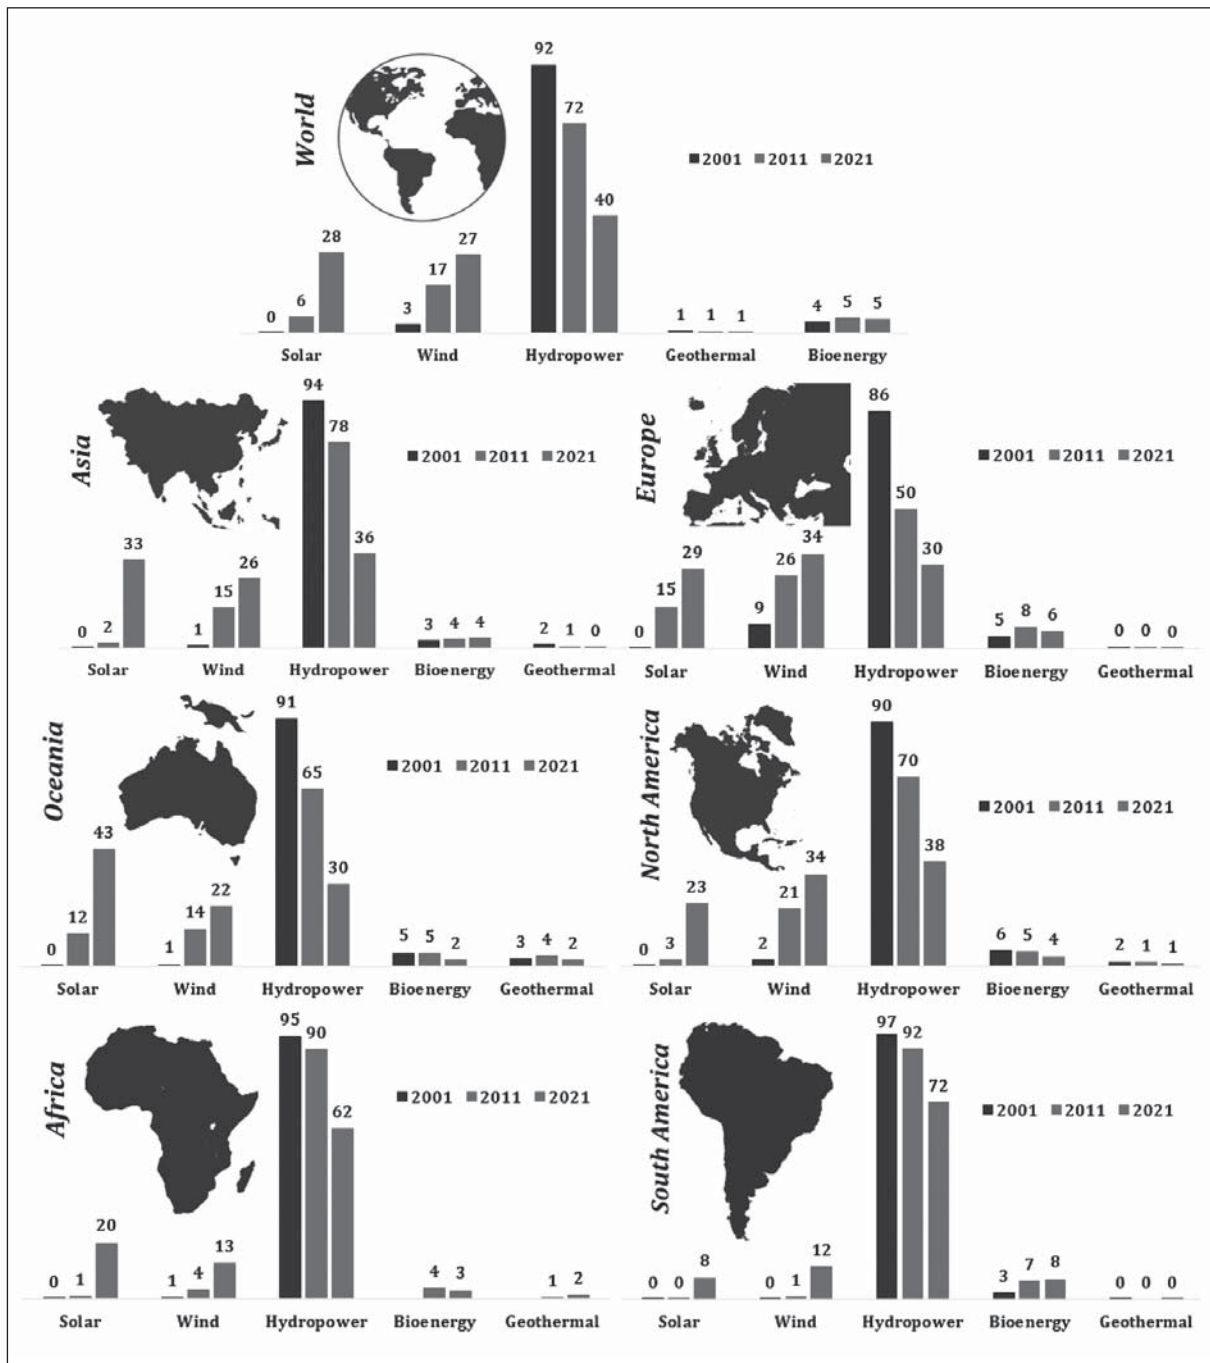 World
2001 2011 2021
0 6 28 3 17 27 92 72 40 1 1 1 4 5 5
Solar Wind Hydropower Geothermal Bioenergy
Asia
2001 2011 2021
0 2 33 1 15 26 94 78 36 3 4 4 2 1 0
Solar Wind Hydropower Bioenergy Geothermal
Europe
2001 2011 2021
0 15 29 9 26 34 86 50 30 5 8 6 0 0 0
Solar Wind Hydropower Bioenergy Geothermal
Oceania
2001 2011 2021
0 12 43 1 14 22 91 65 30 5 5 2 3 4 2
Solar Wind Hydropower Bioenergy Geothermal
North America
2001 2011 2021
0 3 23 2 21 34 90 70 38 6 5 4 2 1 1
Solar Wind Hydropower Bioenergy Geothermal
Africa
2001 2011 2021
0 1 20 1 4 13 95 90 62 4 3 1 2
Solar Wind Hydropower Bioenergy Geothermal
South America
2001 2011 2021
0 0 8 0 1 12 97 92 72 3 7 8 0 0 0
Solar Wind Hydropower Bioenergy Geothermal